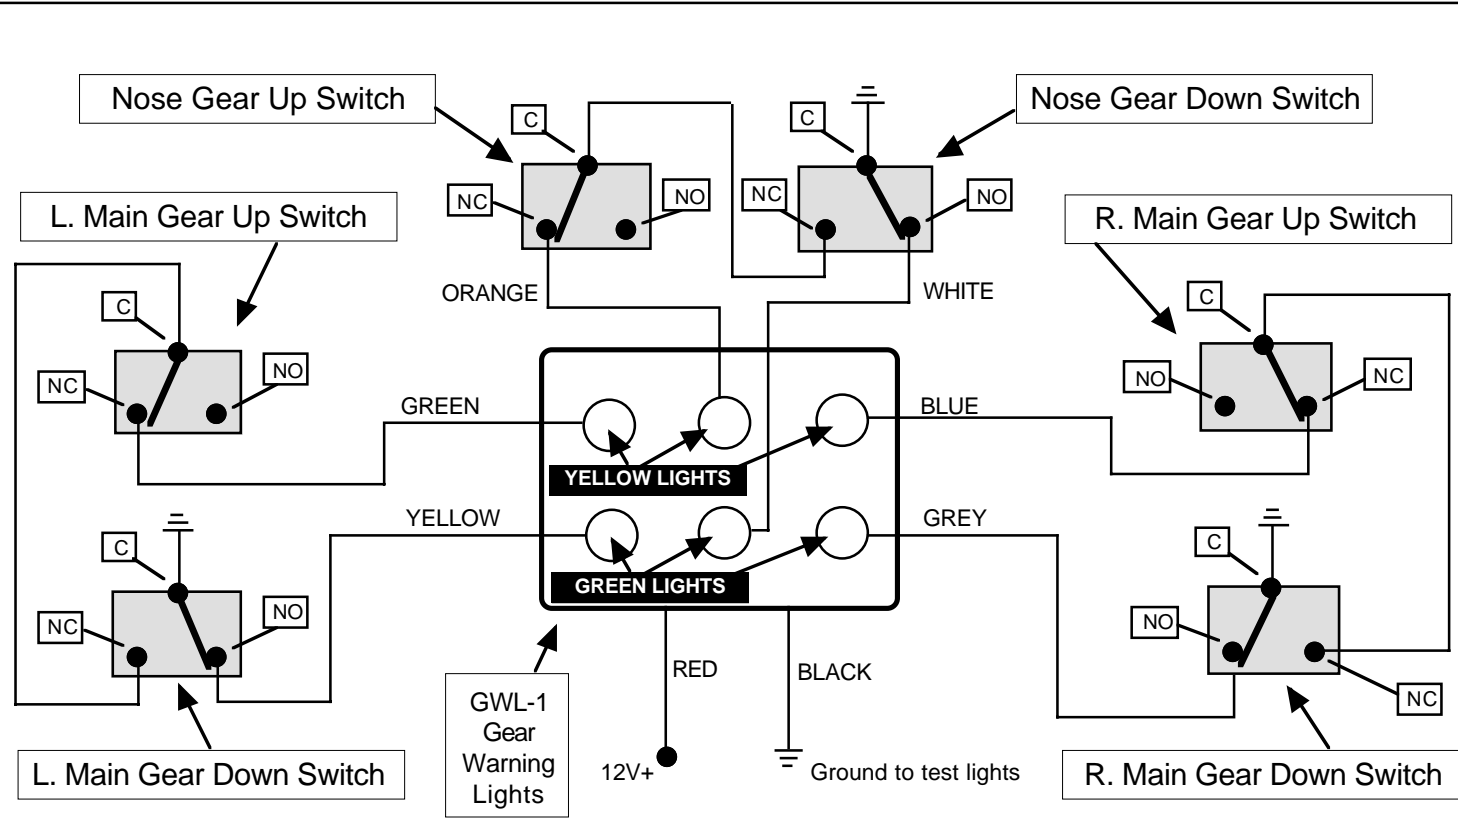 Nose Gear Up Switch
Nose Gear Down Switch
C
C
NC
NO
NC
NO
L. Main Gear Up Switch
R. Main Gear Up Switch
ORANGE
WHITE
C
C
NC
NO
NO
NC
GREEN
BLUE
YELLOW LIGHTS
YELLOW
GREY
C
C
GREEN LIGHTS
NC
NO
NO
NC
RED
BLACK
GWL-1
Gear
Warning
Lights
12V+
Ground to test lights
L. Main Gear Down Switch
R. Main Gear Down Switch